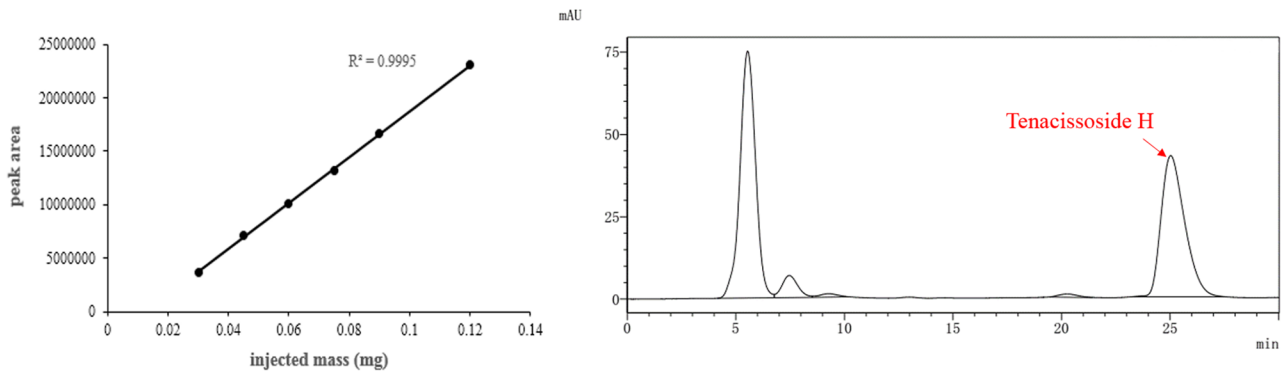 25000000
20000000
15000000
10000000
5000000
0
peak area
R² = 0.9995
0 0.02 0.04 0.06 0.08 0.1 0.12 0.14
injected mass (mg)
mAU
75
50
25
0
Tenacissoside H
0 5 10 15 20 25
min